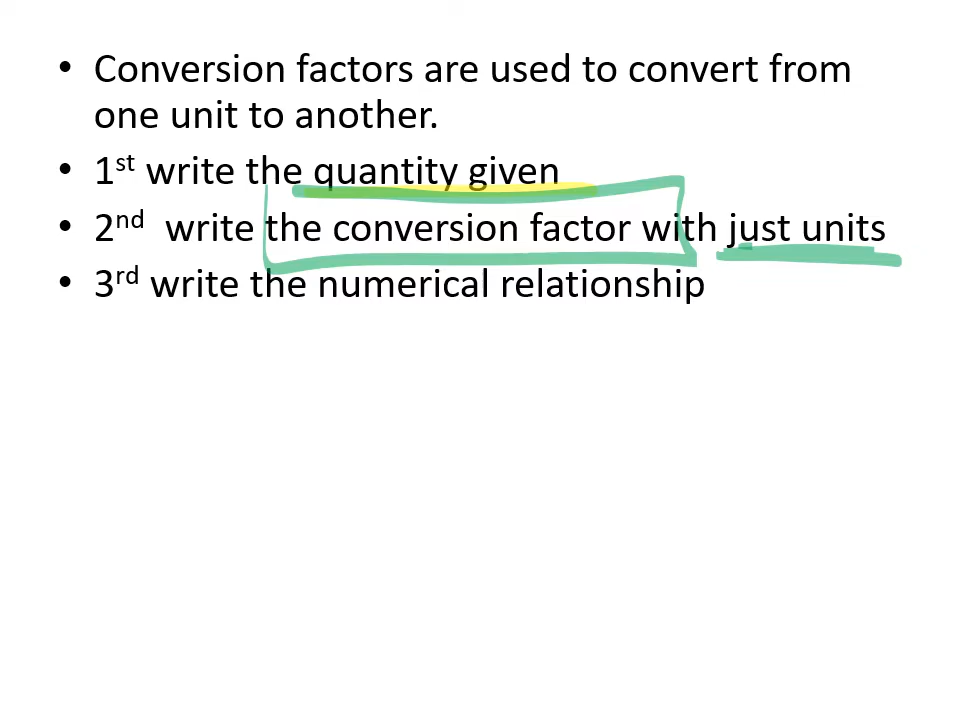 • Conversion factors are used to convert from
one unit to another.
• 1st write the quantity given
• 2nd write the conversion factor with just units
• 3rd write the numerical relationship